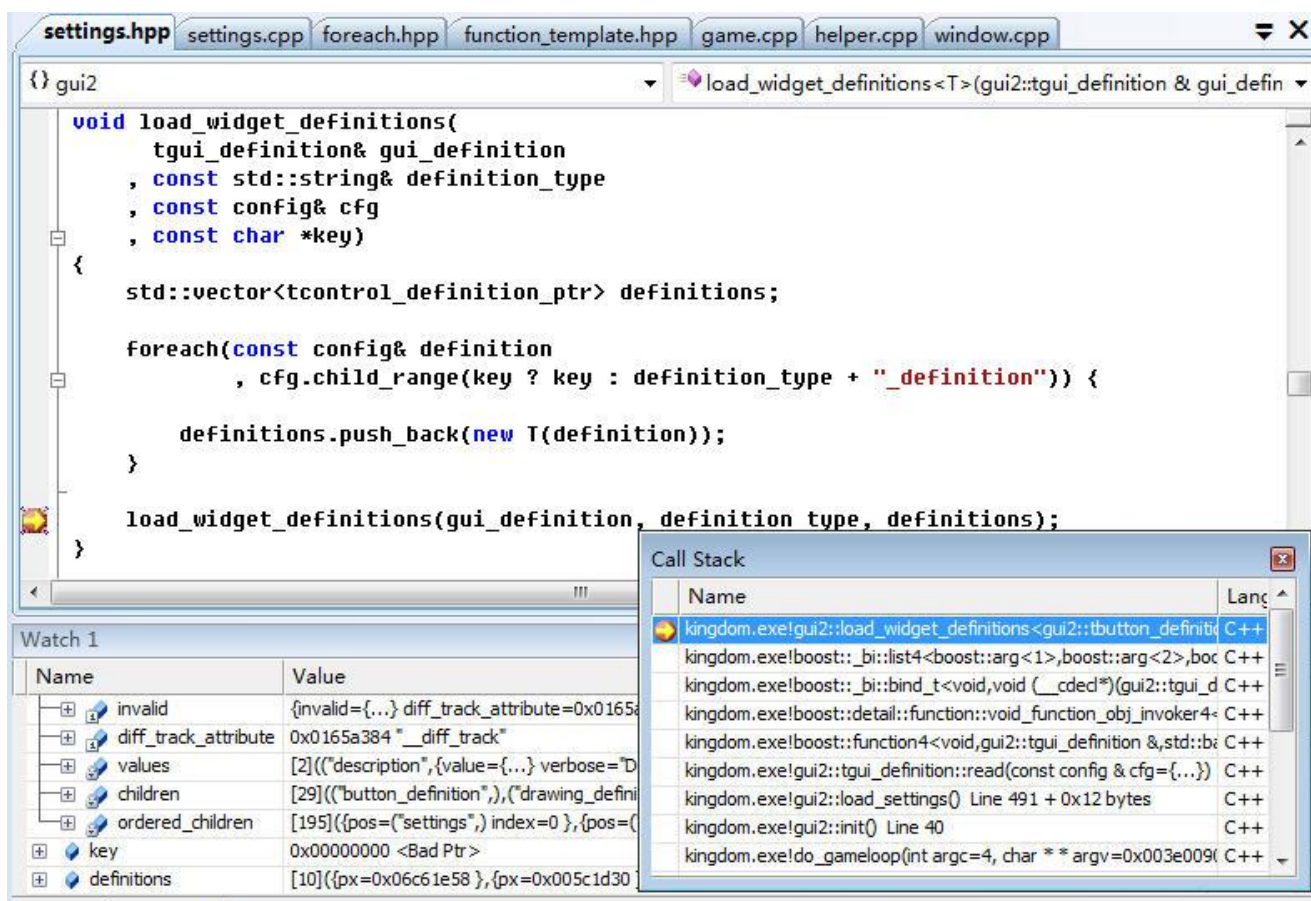 settings.hpp settings.cpp foreach.hpp function_template.hpp game.cpp helper.cpp window.cpp
{} gui2 load_widget_definitions<T>(gui2::tgui_definition & gui_defin
void load_widget_definitions(
tgui_definition& gui_definition
, const std::string& definition_type
, const config& cfg
, const char *key)
{
std::vector<tcontrol_definition_ptr> definitions;
foreach(const config& definition
, cfg.child_range(key ? key : definition_type + "_definition")) {
definitions.push_back(new T(definition));
}
load_widget_definitions(gui_definition, definition_type, definitions);
}
Watch 1
Name Value
invalid {invalid={...} diff_track_attribute=0x0165a
diff_track_attribute 0x0165a384 "__diff_track"
values [2](("description",{value={...} verbose="D
children [29](("button_definition",),("drawing_defini
ordered_children [195]({pos=("settings",) index=0 },{pos=(
key 0x00000000 <Bad Ptr>
definitions [10]({px=0x06c61e58 },{px=0x005c1d30
Call Stack
Name Lang
kingdom.exe!gui2::load_widget_definitions<gui2::tbutton_definitio C++
kingdom.exe!boost::_bi::list4<boost::arg<1>,boost::arg<2>,boo C++
kingdom.exe!boost::_bi::bind_t<void,void (__cdecl*)(gui2::tgui_d C++
kingdom.exe!boost::detail::function::void_function_obj_invoker4< C++
kingdom.exe!boost::function4<void,gui2::tgui_definition &,std::ba C++
kingdom.exe!gui2::tgui_definition::read(const config & cfg={...}) C++
kingdom.exe!gui2::load_settings() Line 491 + 0x12 bytes C++
kingdom.exe!gui2::init() Line 40 C++
kingdom.exe!do_gameloop(int argc=4, char * * argv=0x003e0090 C++